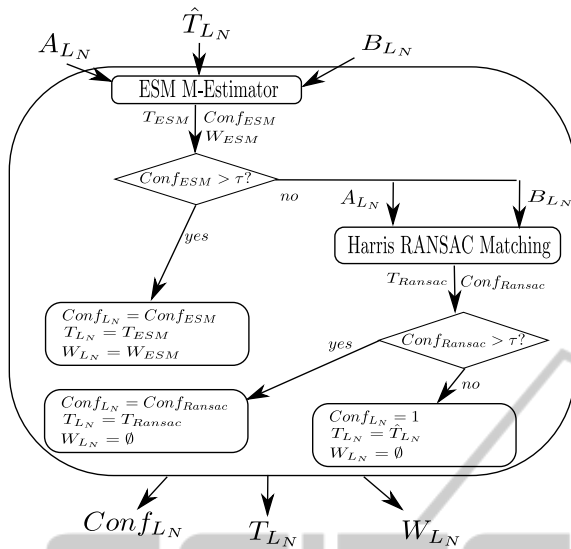 A_{L_N} \hat{T}_{L_N} B_{L_N}
ESM M-Estimator
T_{ESM} Conf_{ESM}
W_{ESM}
Conf_{ESM} > τ?
no
yes
A_{L_N} B_{L_N}
Harris RANSAC Matching
T_{Ransac} Conf_{Ransac}
Conf_{L_N} = Conf_{ESM}
T_{L_N} = T_{ESM}
W_{L_N} = W_{ESM}
Conf_{Ransac} > τ?
yes
no
Conf_{L_N} = Conf_{Ransac}
T_{L_N} = T_{Ransac}
W_{L_N} = ∅
Conf_{L_N} = 1
T_{L_N} = \hat{T}_{L_N}
W_{L_N} = ∅
Conf_{L_N} T_{L_N} W_{L_N}